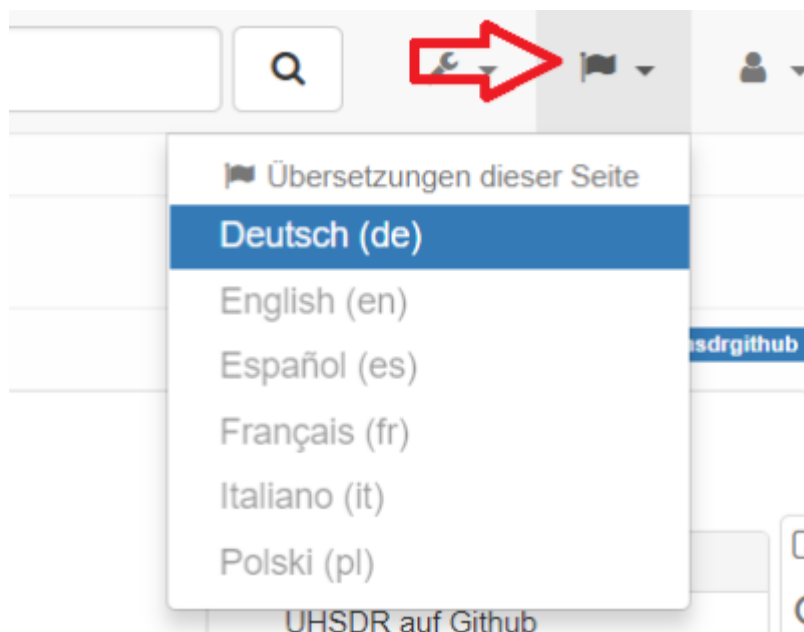 Übersetzungen dieser Seite
Deutsch (de)
English (en)
Español (es)
sdrgithub
Français (fr)
Italiano (it)
Polski (pl)
UHSDR auf Github